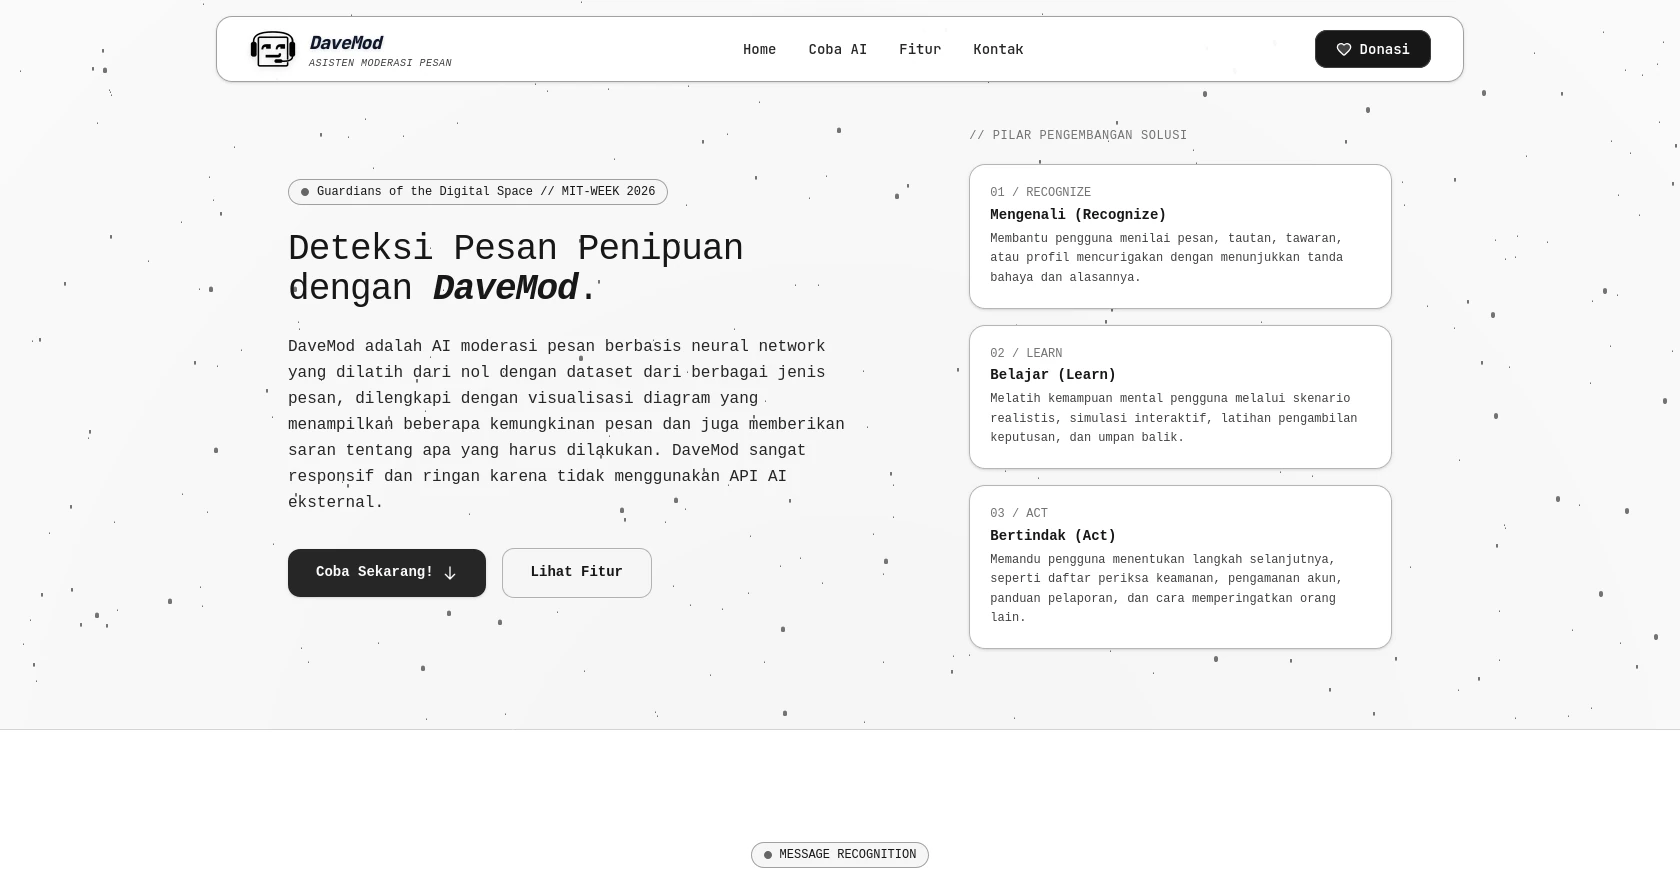 DaveMod
ASISTEN MODERASI PESAN
Home
Coba AI
Fitur
Kontak
Donasi
Guardians of the Digital Space // MIT-WEEK 2026
Deteksi Pesan Penipuan
dengan DaveMod.
DaveMod adalah AI moderasi pesan berbasis neural network
yang dilatih dari nol dengan dataset dari berbagai jenis
pesan, dilengkapi dengan visualisasi diagram yang
menampilkan beberapa kemungkinan pesan dan juga memberikan
saran tentang apa yang harus dilakukan. DaveMod sangat
responsif dan ringan karena tidak menggunakan API AI
eksternal.
Coba Sekarang!
Lihat Fitur
// PILAR PENGEMBANGAN SOLUSI
01 / RECOGNIZE
Mengenali (Recognize)
Membantu pengguna menilai pesan, tautan, tawaran,
atau profil mencurigakan dengan menunjukkan tanda
bahaya dan alasannya.
02 / LEARN
Belajar (Learn)
Melatih kemampuan mental pengguna melalui skenario
realistis, simulasi interaktif, latihan pengambilan
keputusan, dan umpan balik.
03 / ACT
Bertindak (Act)
Memandu pengguna menentukan langkah selanjutnya,
seperti daftar periksa keamanan, pengamanan akun,
panduan pelaporan, dan cara memperingatkan orang
lain.
MESSAGE RECOGNITION